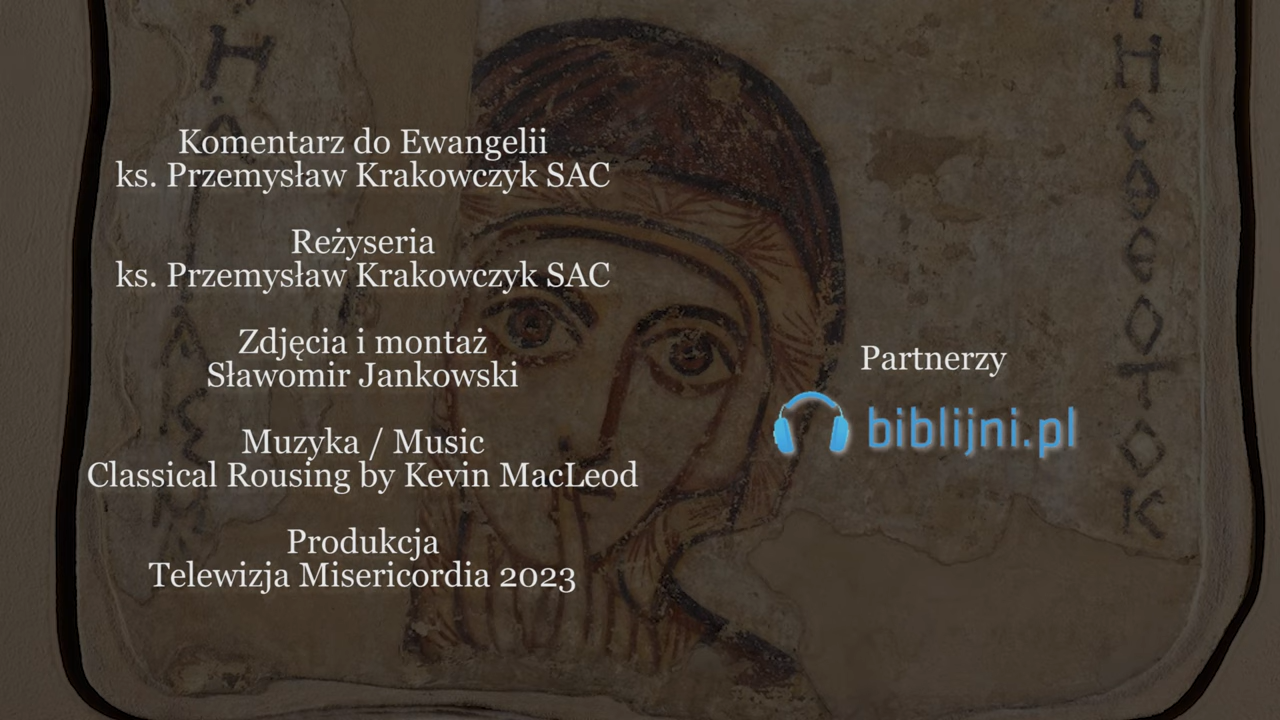 Komentarz do Ewangelii
ks. Przemysław Krakowczyk SAC
Reżyseria
ks. Przemysław Krakowczyk SAC
Zdjęcia i montaż
Sławomir Jankowski
Muzyka / Music
Classical Rousing by Kevin MacLeod
Produkcja
Telewizja Misericordia 2023
Partnerzy
biblijni.pl